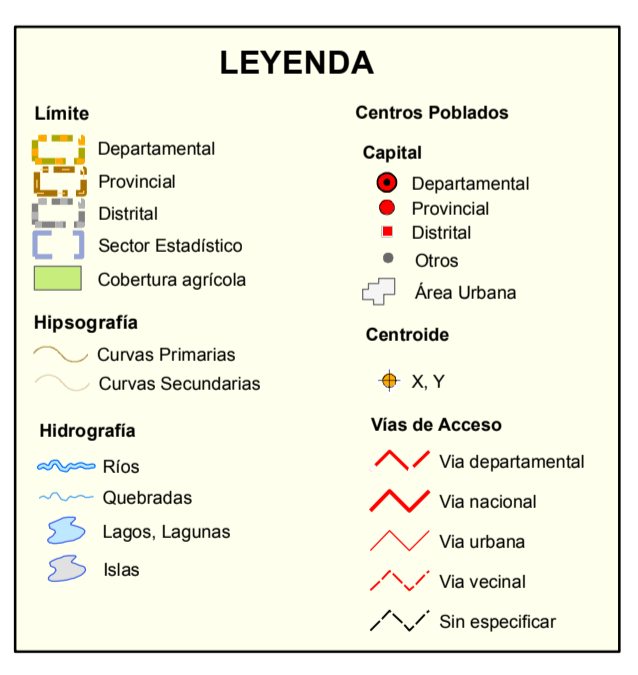 LEYENDA
Límite
Departamental
Provincial
Distrital
Sector Estadístico
Cobertura agrícola
Hipsografía
Curvas Primarias
Curvas Secundarias
Hidrografía
Ríos
Quebradas
Lagos, Lagunas
Islas
Centros Poblados
Capital
Departamental
Provincial
Distrital
Otros
Área Urbana
Centroide
X, Y
Vías de Acceso
Via departamental
Via nacional
Via urbana
Via vecinal
Sin especificar